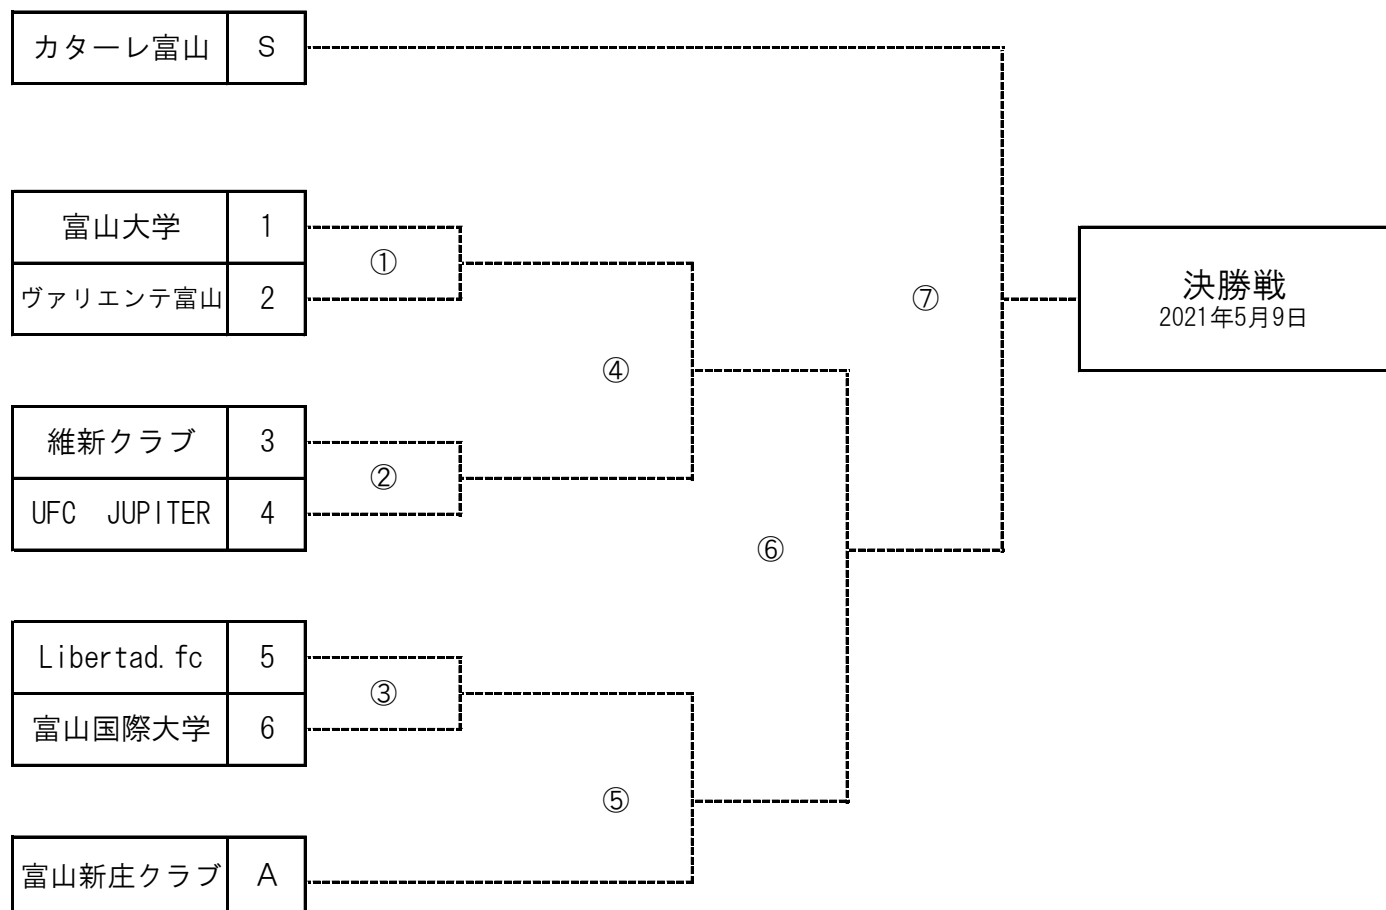 カターレ富山 S
富山大学 1
①
ヴァリエンテ富山 2
⑦
決勝戦
2021年5月9日
④
維新クラブ 3
②
UFC JUPITER 4
⑥
Libertad.fc 5
③
富山国際大学 6
⑤
富山新庄クラブ A